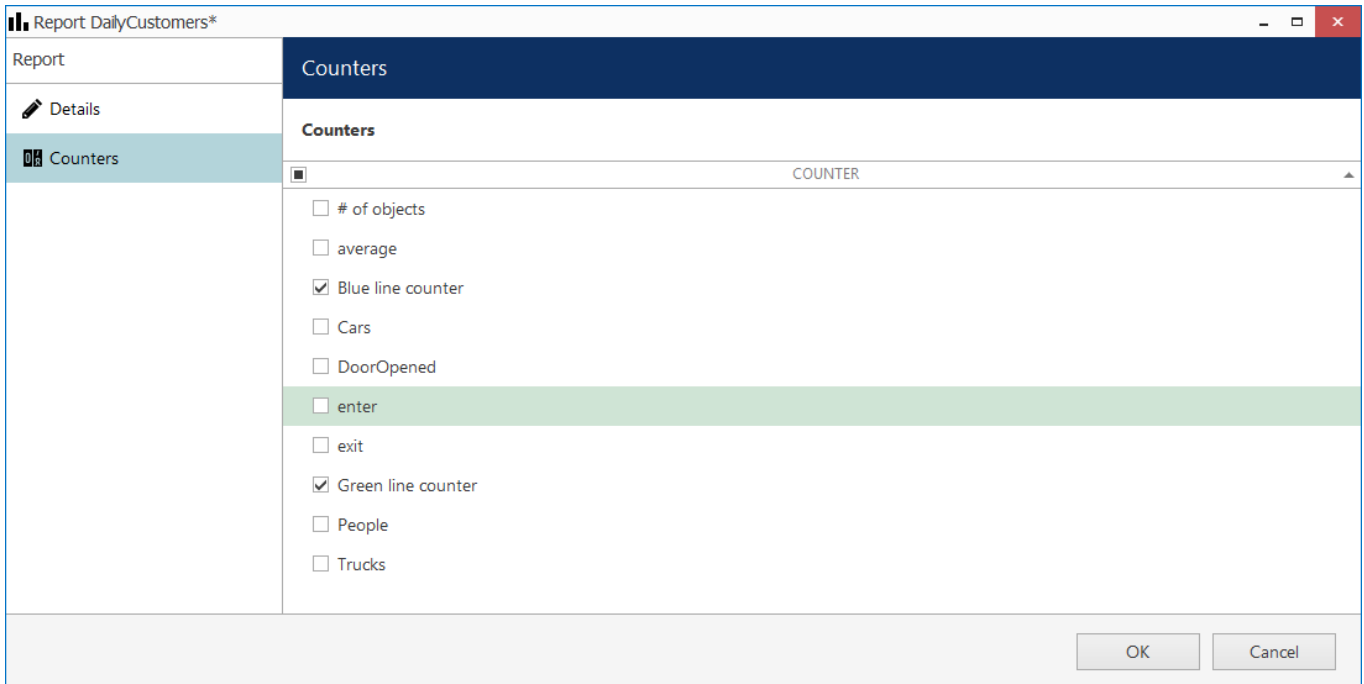 Report DailyCustomers*
Report
Counters
Details
Counters
Counters
COUNTER
# of objects
average
Blue line counter
Cars
DoorOpened
enter
exit
Green line counter
People
Trucks
OK
Cancel